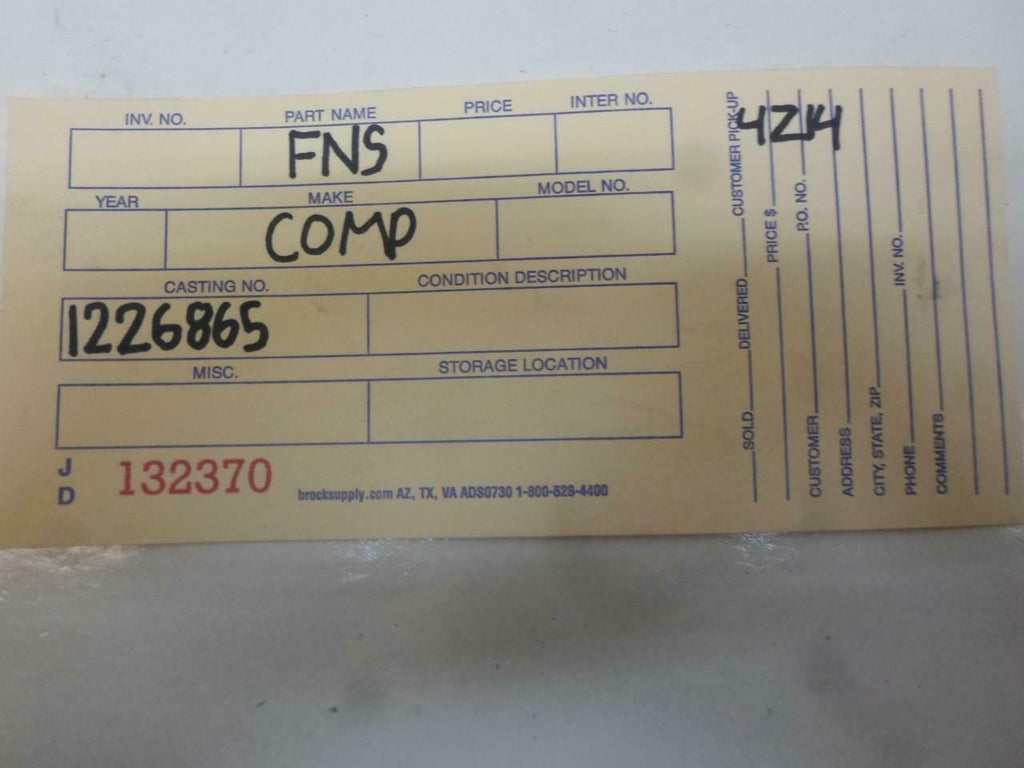 INV. NO. PART NAME PRICE INTER NO.
FNS
YEAR MAKE MODEL NO.
COMP
CASTING NO. CONDITION DESCRIPTION
1226865
MISC. STORAGE LOCATION
J
D
132370
brocksupply.com AZ, TX, VA ADS0730 1-800-528-4400
4214
SOLD DELIVERED CUSTOMER PICK-UP
PRICE $
CUSTOMER P.O. NO.
ADDRESS
CITY, STATE, ZIP
PHONE INV. NO.
COMMENTS